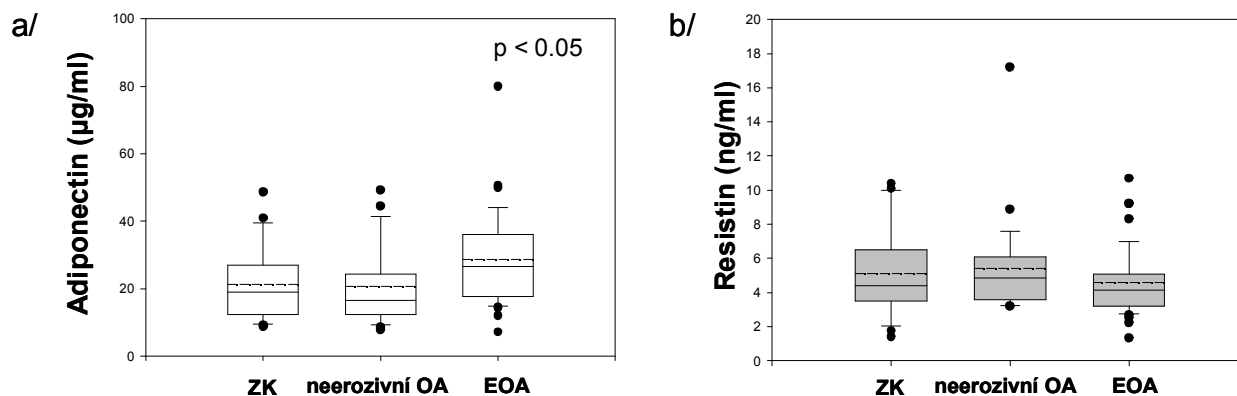 a/
Adiponectin (µg/ml)
100
80
60
40
20
0
p < 0.05
ZK neerozivní OA EOA
b/
Resistin (ng/ml)
20
18
16
14
12
10
8
6
4
2
0
ZK neerozivní OA EOA